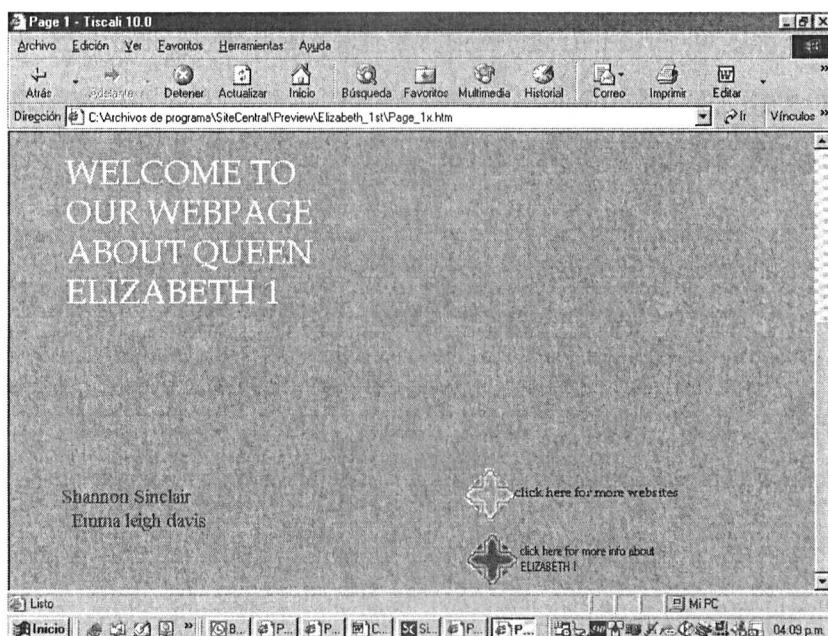 Page 1 - Tiscali 10.0
Archivo Edición Ver Favoritos Herramientas Ayuda
Atrás Adelante Detener Actualizar Inicio Búsqueda Favoritos Multimedia Historial Correo Imprimir Editar
Dirección C:\Archivos de programa\SiteCentral\Preview\Elizabeth_1st\Page_1x.htm Ir Vínculos
WELCOME TO
OUR WEBPAGE
ABOUT QUEEN
ELIZABETH 1
Shannon Sinclair
Emma leigh davis
click here for more websites
click here for more info about
ELIZABETH 1
Listo Mi PC
Inicio B... P... P... C... P... P... 04:09 p.m.